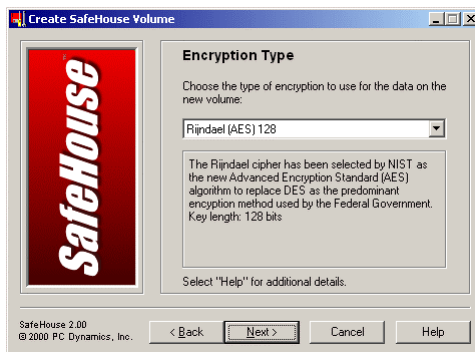 Create SafeHouse Volume
SafeHouse
Encryption Type
Choose the type of encryption to use for the data on the
new volume:
Rijndael (AES) 128
The Rijndael cipher has been selected by NIST as
the new Advanced Encryption Standard (AES)
algorithm to replace DES as the predominant
encyption method used by the Federal Government.
Key length: 128 bits
Select "Help" for additional details.
SafeHouse 2.00
© 2000 PC Dynamics, Inc.
< Back
Next >
Cancel
Help